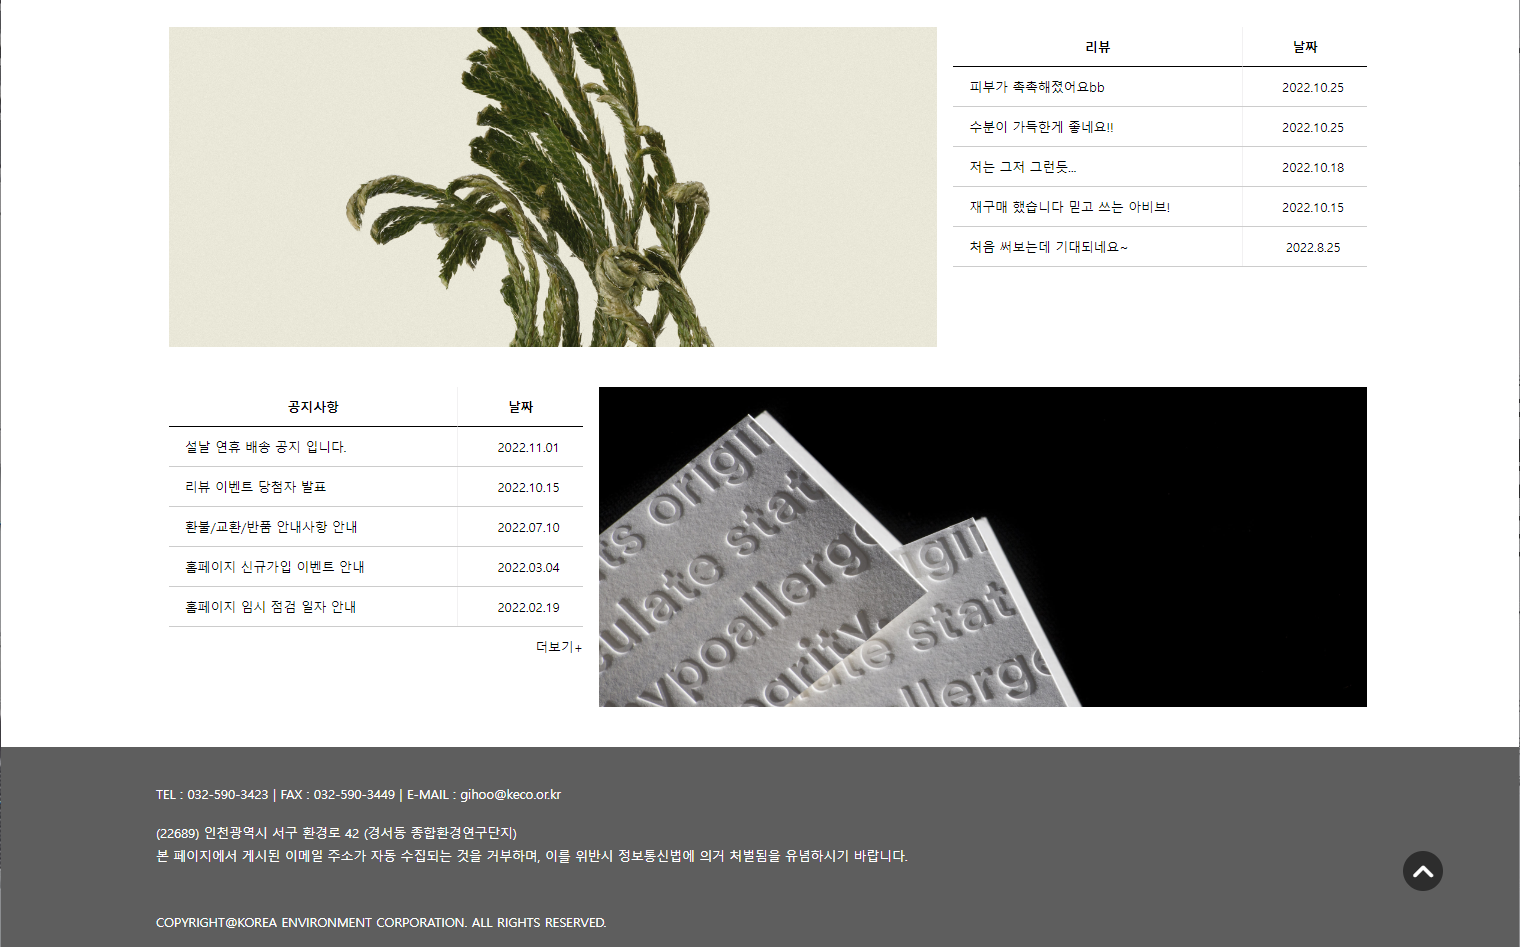 리뷰 날짜
피부가 촉촉해졌어요bb 2022.10.25
수분이 가득한게 좋네요!! 2022.10.25
저는 그저 그런듯... 2022.10.18
재구매 했습니다 믿고 쓰는 아비브! 2022.10.15
처음 써보는데 기대되네요~ 2022.8.25
공지사항 날짜
설날 연휴 배송 공지 입니다. 2022.11.01
리뷰 이벤트 당첨자 발표 2022.10.15
환불/교환/반품 안내사항 안내 2022.07.10
홈페이지 신규가입 이벤트 안내 2022.03.04
홈페이지 임시 점검 일자 안내 2022.02.19
더보기+
ts origin
ulate stat
hypoallerge
egrity
origin
ate stat
allerge
TEL : 032-590-3423 | FAX : 032-590-3449 | E-MAIL : gihoo@keco.or.kr
(22689) 인천광역시 서구 환경로 42 (경서동 종합환경연구단지)
본 페이지에서 게시된 이메일 주소가 자동 수집되는 것을 거부하며, 이를 위반시 정보통신법에 의거 처벌됨을 유념하시기 바랍니다.
COPYRIGHT@KOREA ENVIRONMENT CORPORATION. ALL RIGHTS RESERVED.